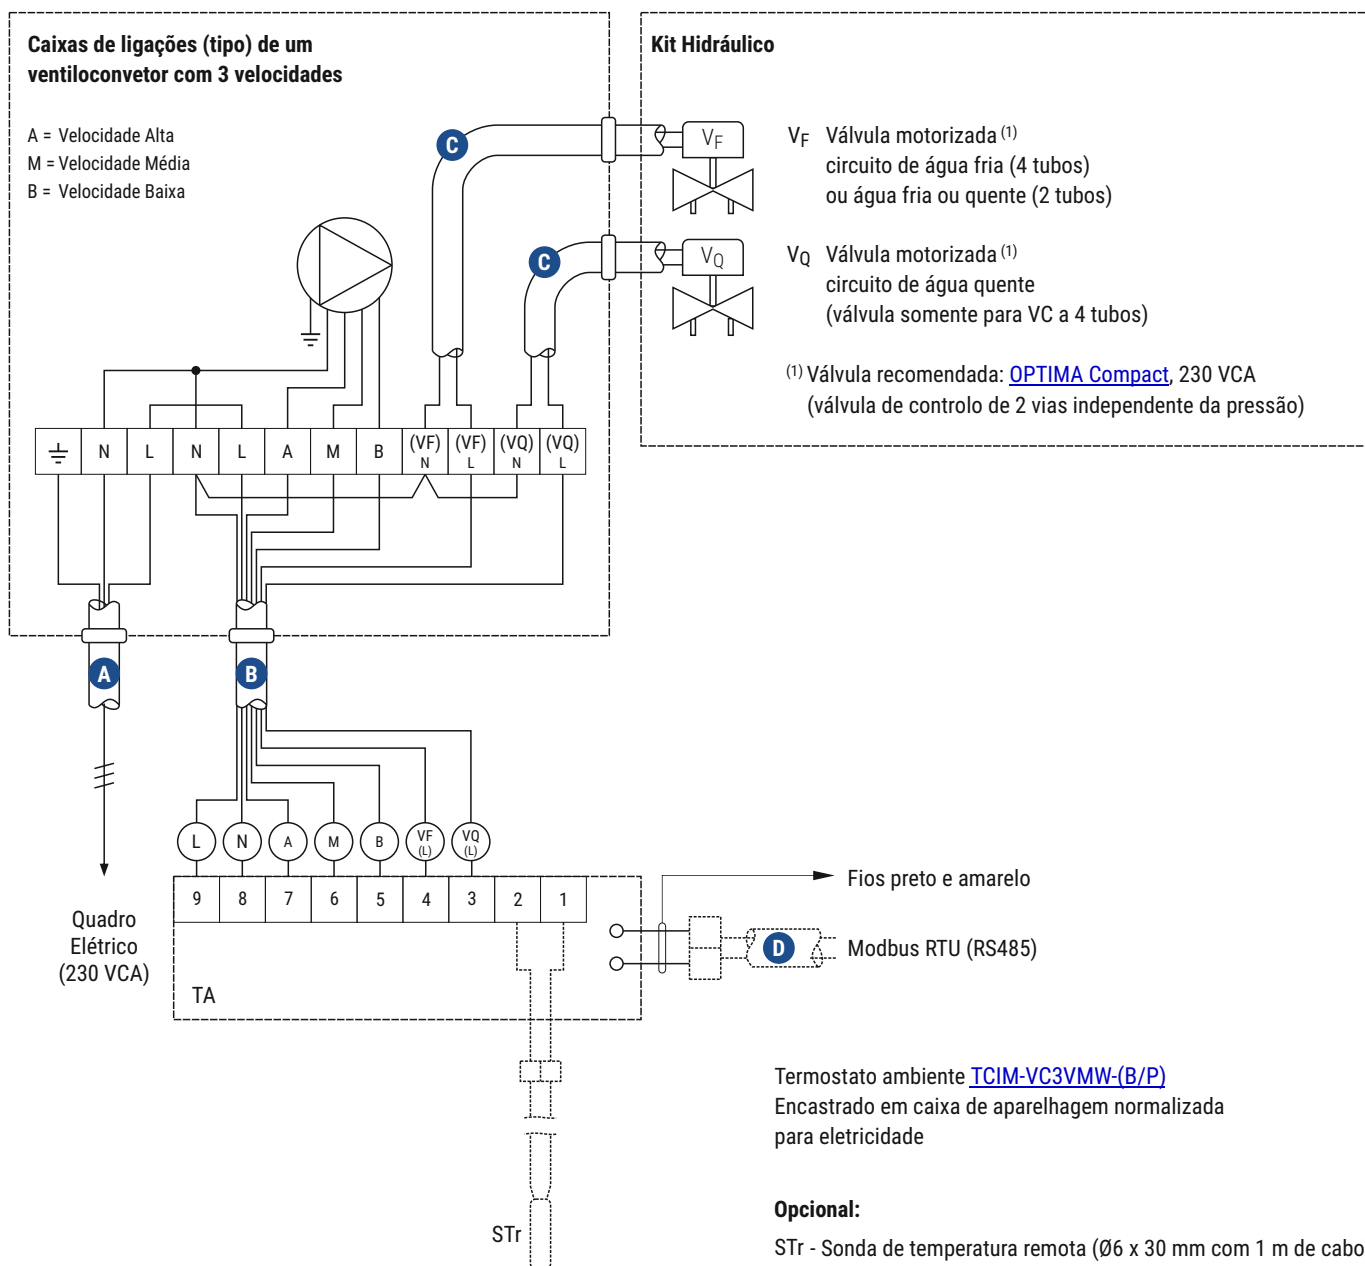 Caixas de ligações (tipo) de um
ventiloconvetor com 3 velocidades
A = Velocidade Alta
M = Velocidade Média
B = Velocidade Baixa
Kit Hidráulico
C
VF
VF Válvula motorizada (1)
circuito de água fria (4 tubos)
ou água fria ou quente (2 tubos)
C
VQ
VQ Válvula motorizada (1)
circuito de água quente
(válvula somente para VC a 4 tubos)
(1) Válvula recomendada: OPTIMA Compact, 230 VCA
(válvula de controlo de 2 vias independente da pressão)
N L N L A M B (VF) N (VF) L (VQ) N (VQ) L
A
B
L N A M B VF (L) VQ (L)
9 8 7 6 5 4 3 2 1
TA
Quadro
Elétrico
(230 VCA)
Fios preto e amarelo
D
Modbus RTU (RS485)
Termostato ambiente TCIM-VC3VMW-(B/P)
Encastrado em caixa de aparelhagem normalizada
para eletricidade
Opcional:
STr
STr - Sonda de temperatura remota (Ø6 x 30 mm com 1 m de cabo